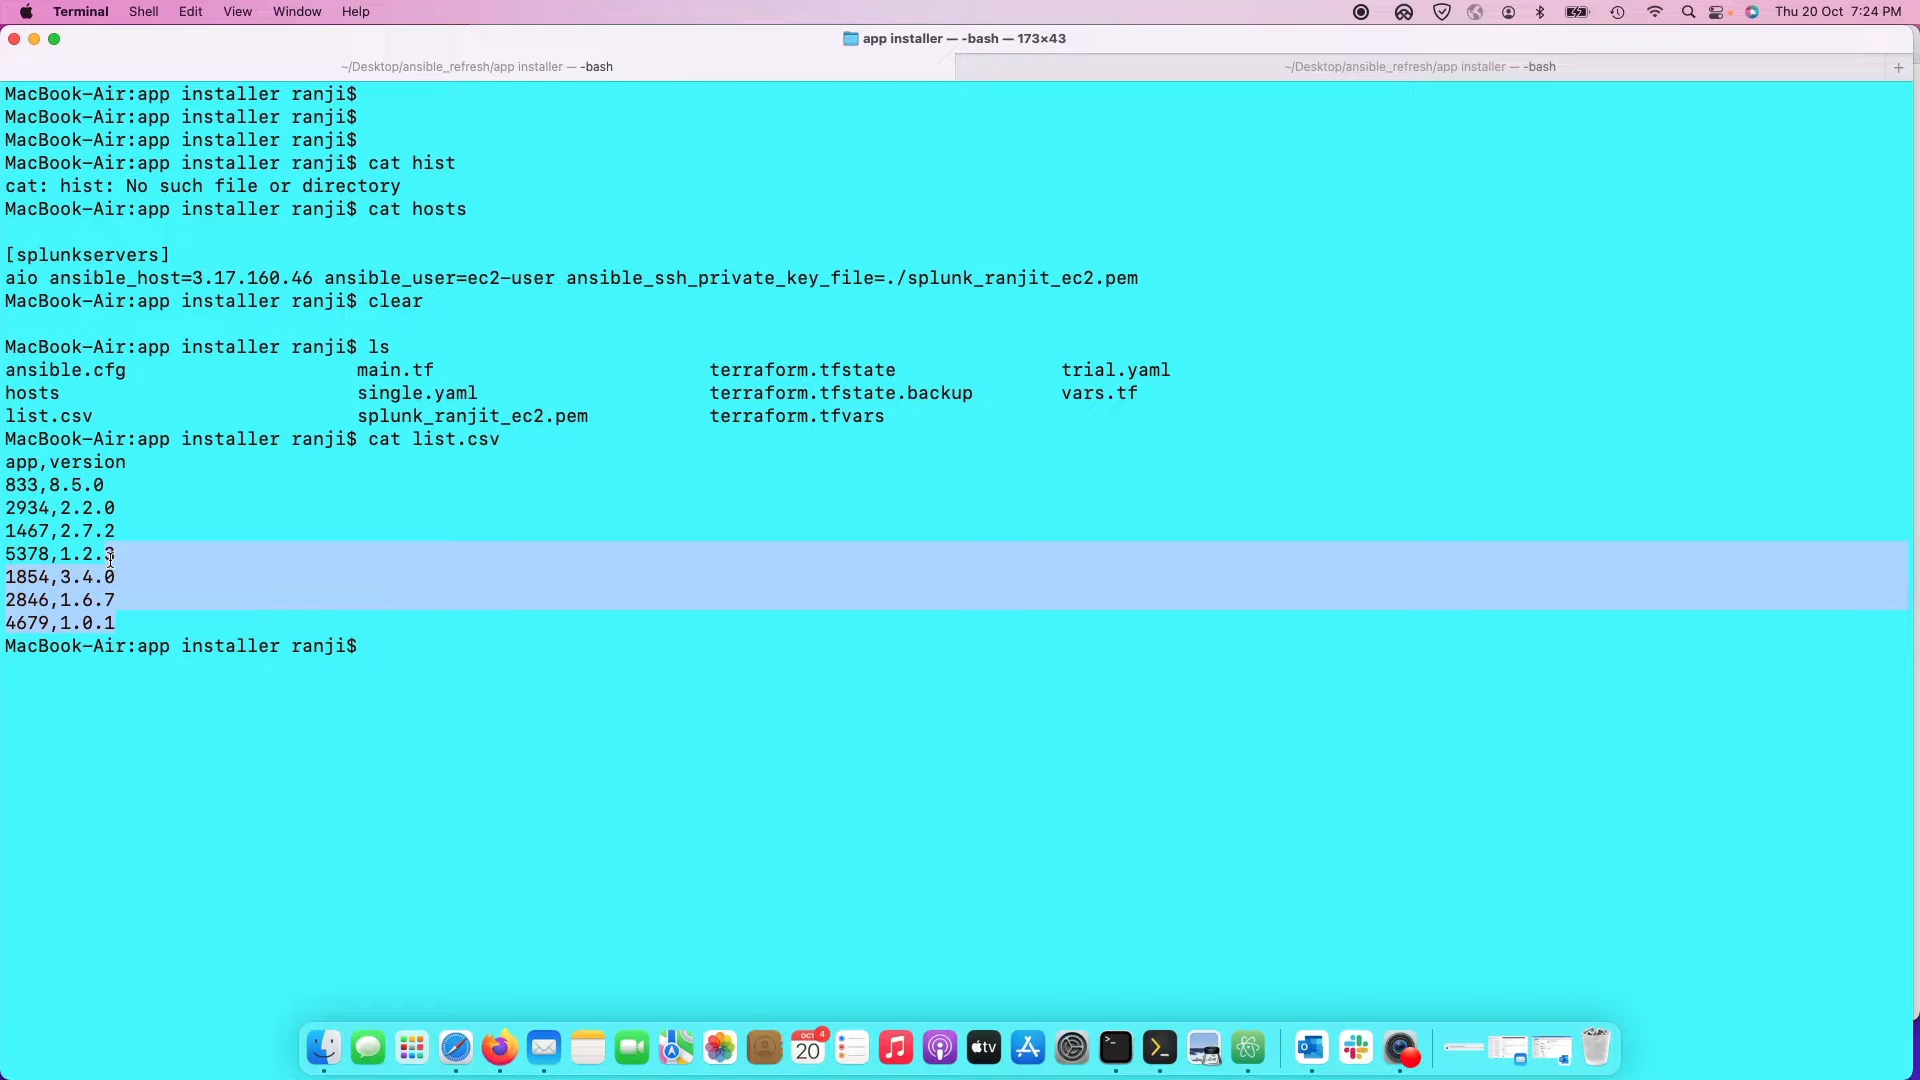 Terminal Shell Edit View Window Help Thu 20 Oct 7:24 PM
app installer — -bash — 173×43
~/Desktop/ansible_refresh/app installer — -bash ~/Desktop/ansible_refresh/app installer — -bash +
MacBook-Air:app installer ranji$
MacBook-Air:app installer ranji$
MacBook-Air:app installer ranji$
MacBook-Air:app installer ranji$ cat hist
cat: hist: No such file or directory
MacBook-Air:app installer ranji$ cat hosts
[splunkservers]
aio ansible_host=3.17.160.46 ansible_user=ec2-user ansible_ssh_private_key_file=./splunk_ranjit_ec2.pem
MacBook-Air:app installer ranji$ clear
MacBook-Air:app installer ranji$ ls
ansible.cfg main.tf terraform.tfstate trial.yaml
hosts single.yaml terraform.tfstate.backup vars.tf
list.csv splunk_ranjit_ec2.pem terraform.tfvars
MacBook-Air:app installer ranji$ cat list.csv
app,version
833,8.5.0
2934,2.2.0
1467,2.7.2
5378,1.2.3
1854,3.4.0
2846,1.6.7
4679,1.0.1
MacBook-Air:app installer ranji$
OCT 4
20
tv